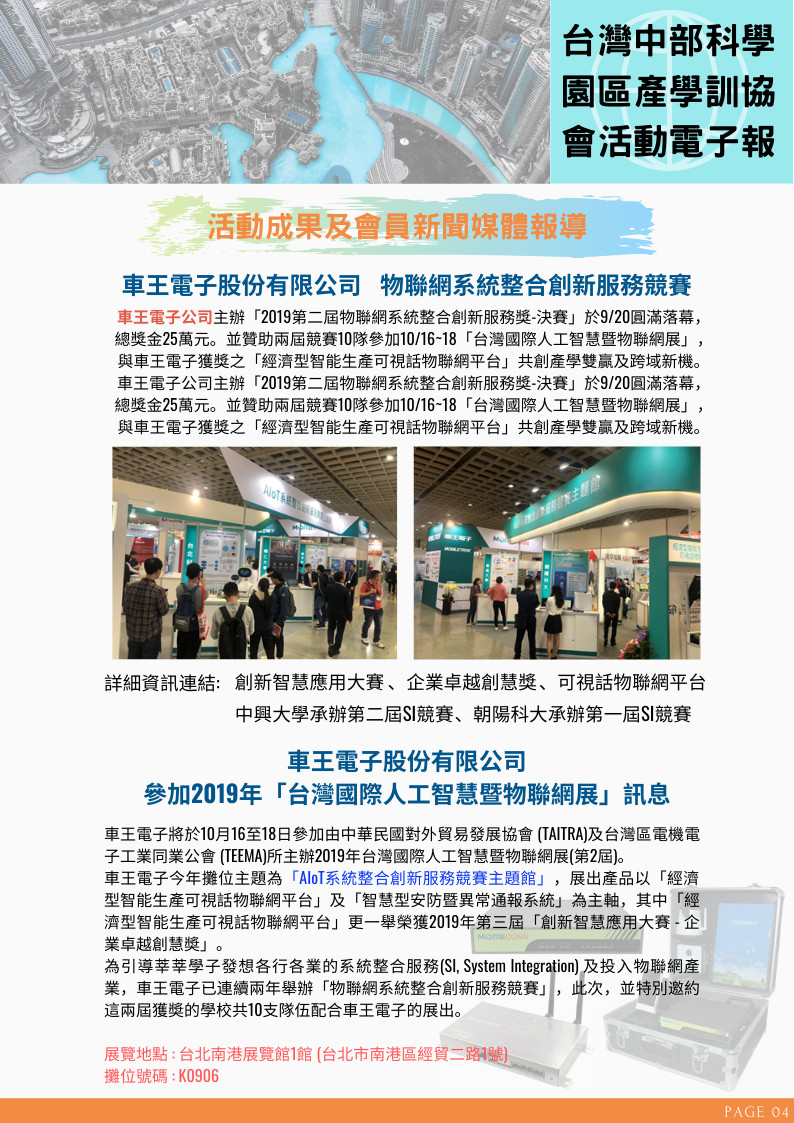 台灣中部科學
園區產學訓協
會活動電子報
活動成果及會員新聞媒體報導
車王電子股份有限公司 物聯網系統整合創新服務競賽
車王電子公司主辦「2019第二屆物聯網系統整合創新服務獎-決賽」於9/20圓滿落幕，
總獎金25萬元。並贊助兩屆競賽10隊參加10/16~18「台灣國際人工智慧暨物聯網展」，
與車王電子獲獎之「經濟型智能生產可視話物聯網平台」共創產學雙贏及跨域新機。
車王電子公司主辦「2019第二屆物聯網系統整合創新服務獎-決賽」於9/20圓滿落幕，
總獎金25萬元。並贊助兩屆競賽10隊參加10/16~18「台灣國際人工智慧暨物聯網展」，
與車王電子獲獎之「經濟型智能生產可視話物聯網平台」共創產學雙贏及跨域新機。
AIoT系統整合創新服務競賽主題館
車王電子
MOBILETRON
詳細資訊連結: 創新智慧應用大賽、企業卓越創慧獎、可視話物聯網平台
中興大學承辦第二屆SI競賽、朝陽科大承辦第一屆SI競賽
車王電子股份有限公司
參加2019年「台灣國際人工智慧暨物聯網展」訊息
車王電子將於10月16至18日參加由中華民國對外貿易發展協會 (TAITRA)及台灣區電機電
子工業同業公會 (TEEMA)所主辦2019年台灣國際人工智慧暨物聯網展(第2屆)。
車王電子今年攤位主題為「AIoT系統整合創新服務競賽主題館」，展出產品以「經濟
型智能生產可視話物聯網平台」及「智慧型安防暨異常通報系統」為主軸，其中「經
濟型智能生產可視話物聯網平台」更一舉榮獲2019年第三屆「創新智慧應用大賽 - 企
業卓越創慧獎」。
MORECONN
為引導莘莘學子發想各行各業的系統整合服務(SI, System Integration) 及投入物聯網產
業，車王電子已連續兩年舉辦「物聯網系統整合創新服務競賽」，此次，並特別邀約
這兩屆獲獎的學校共10支隊伍配合車王電子的展出。
展覽地點 : 台北南港展覽館1館 (台北市南港區經貿二路1號)
攤位號碼 : K0906
PAGE 04